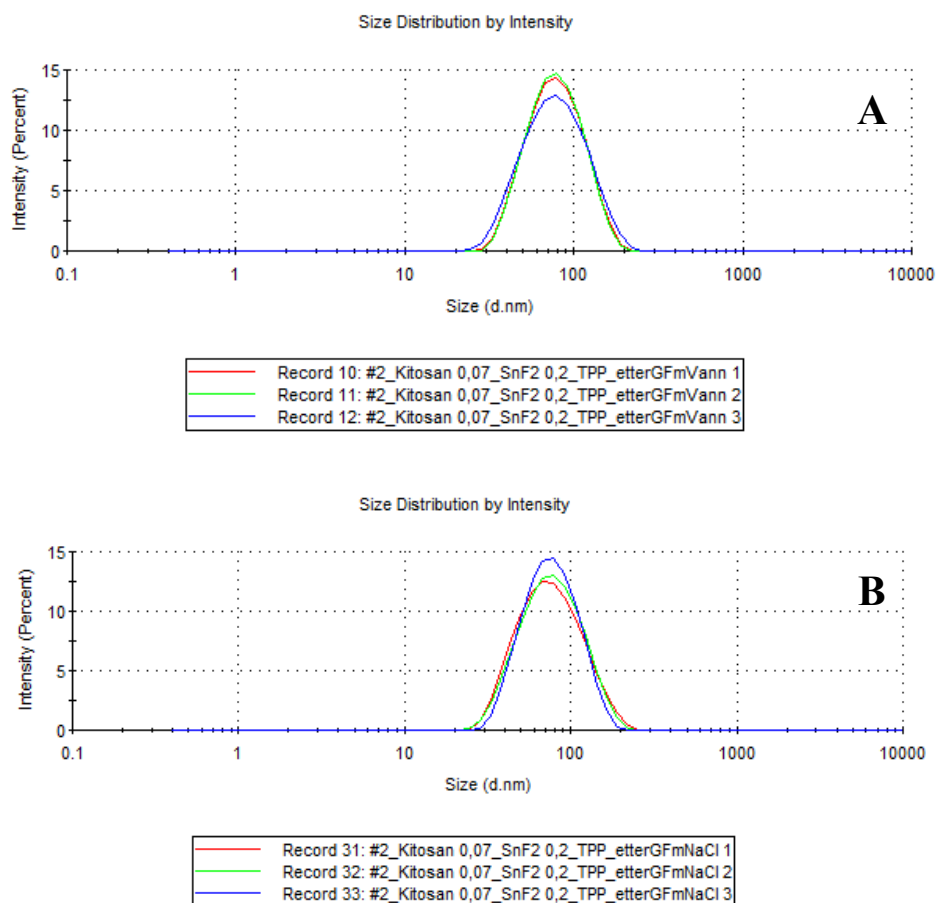 Size Distribution by Intensity
A
15
10
5
0
Intensity (Percent)
0.1 1 10 100 1000 10000
Size (d.nm)
Record 10: #2_Kitosan 0,07_SnF2 0,2_TPP_etterGFmVann 1
Record 11: #2_Kitosan 0,07_SnF2 0,2_TPP_etterGFmVann 2
Record 12: #2_Kitosan 0,07_SnF2 0,2_TPP_etterGFmVann 3
Size Distribution by Intensity
B
15
10
5
0
Intensity (Percent)
0.1 1 10 100 1000 10000
Size (d.nm)
Record 31: #2_Kitosan 0,07_SnF2 0,2_TPP_etterGFmNaCl 1
Record 32: #2_Kitosan 0,07_SnF2 0,2_TPP_etterGFmNaCl 2
Record 33: #2_Kitosan 0,07_SnF2 0,2_TPP_etterGFmNaCl 3